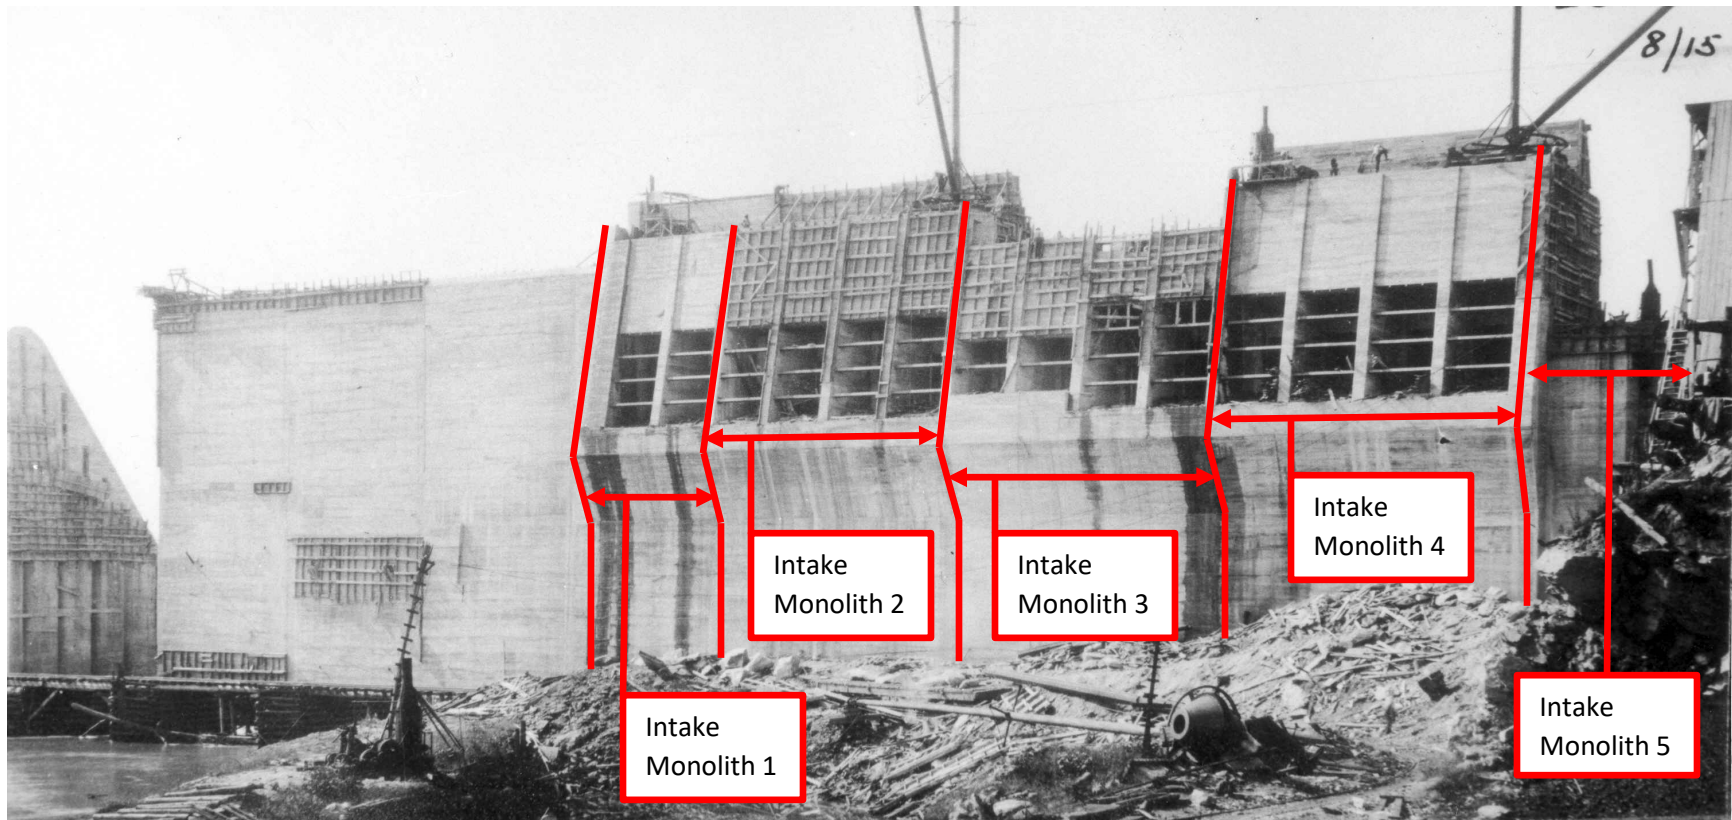 8/15
Intake
Monolith 4
Intake
Monolith 2
Intake
Monolith 3
Intake
Monolith 5
Intake
Monolith 1